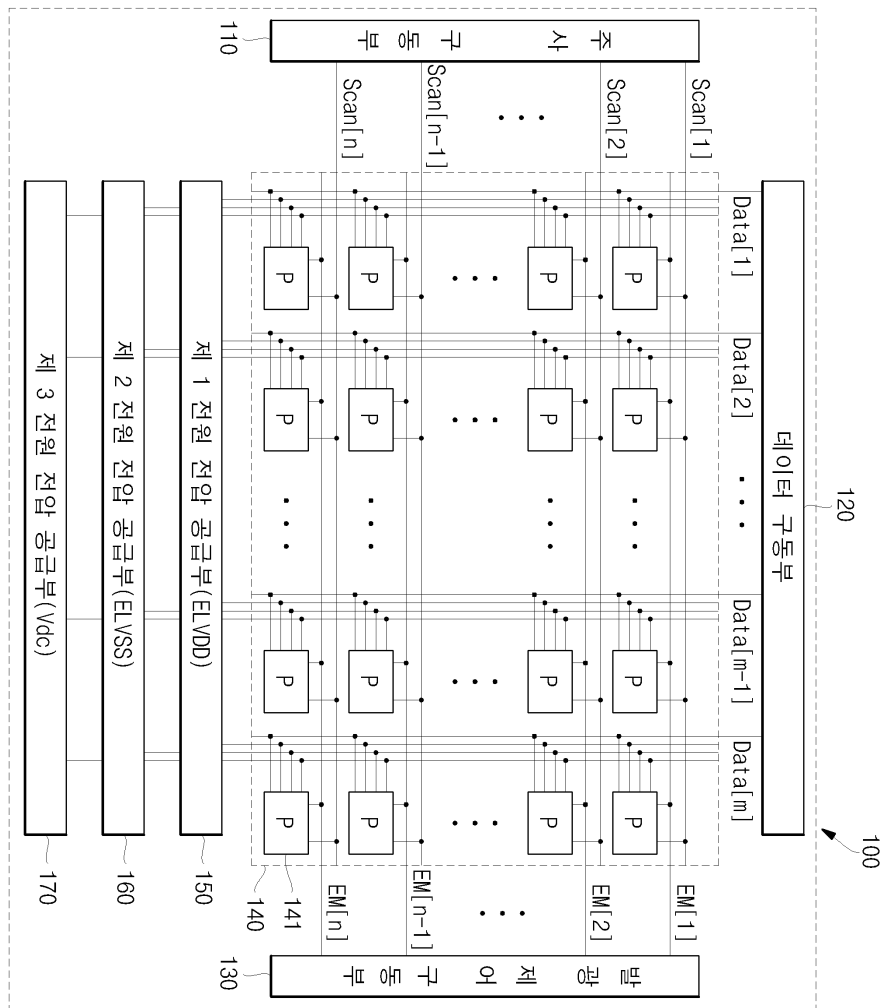 100
120
데이터 구동부
Data[1]
Data[2]
Data[m-1]
Data[m]
110
주사 구동부
Scan[1]
Scan[2]
Scan[n-1]
Scan[n]
P P P P
P P P P
P P P P
P P P P
EM[1]
EM[2]
EM[n-1]
EM[n]
발광 제어 구동부
130
141
140
제 1 전원 전압 공급부(ELVDD)
150
제 2 전원 전압 공급부(ELVSS)
160
제 3 전원 전압 공급부(Vdc)
170